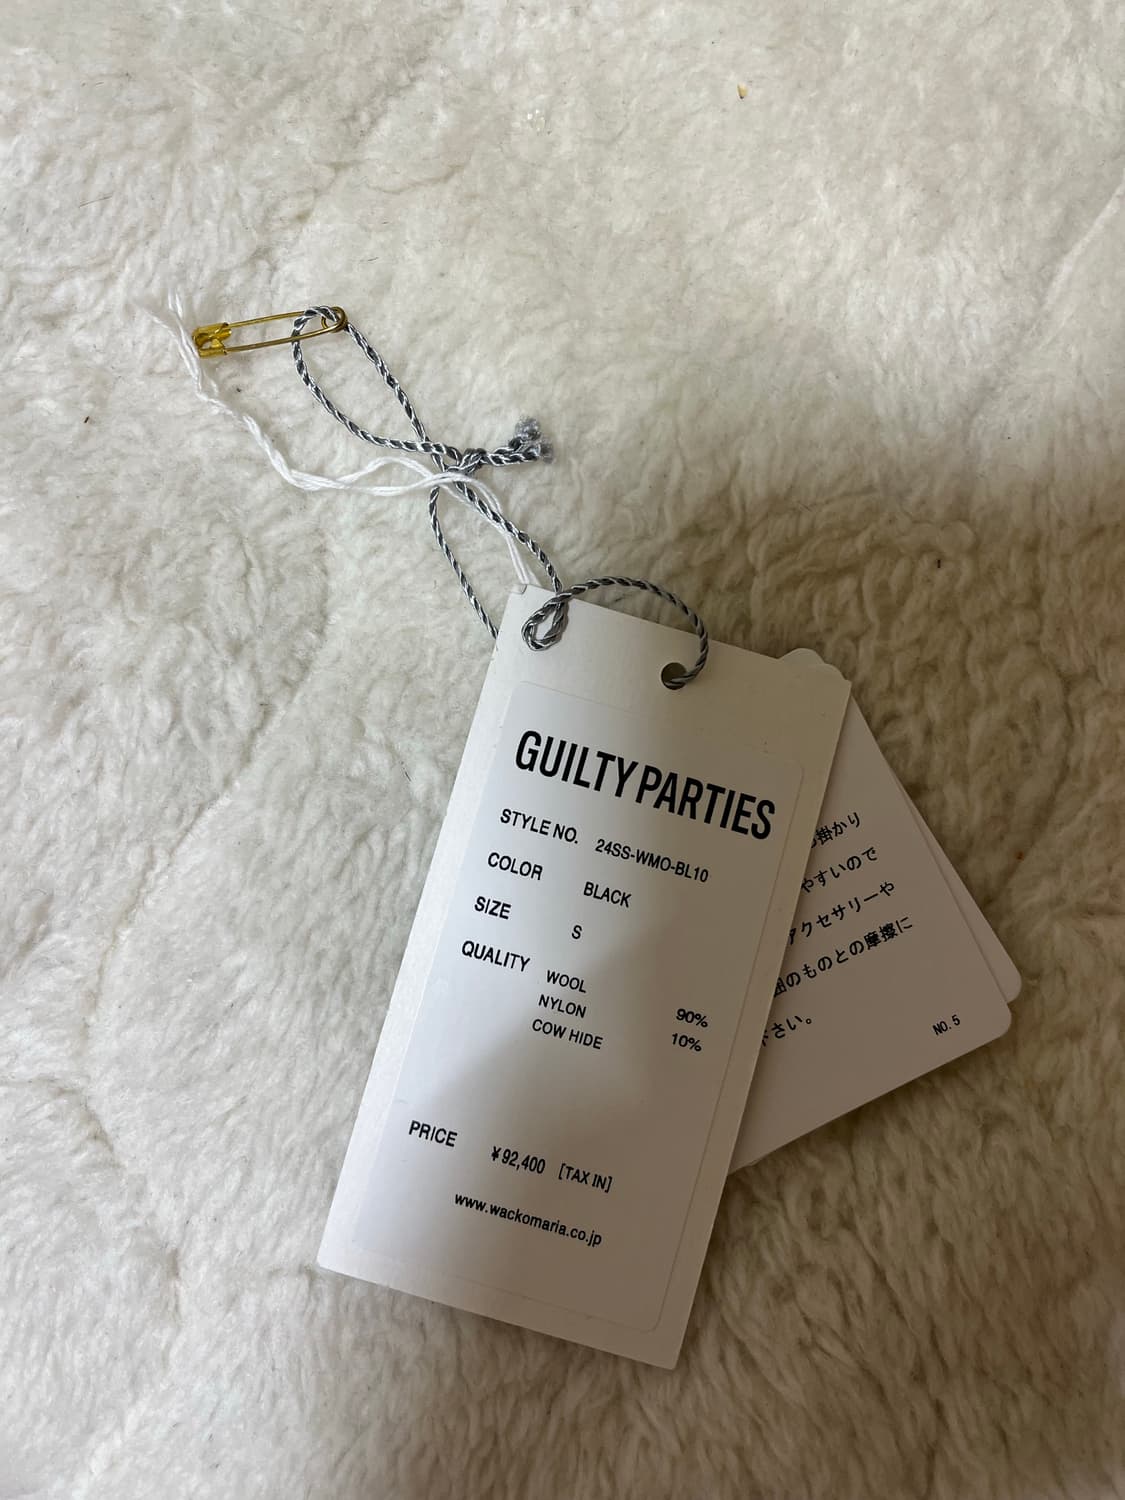 GUILTY PARTIES
STYLE NO. 24SS-WMO-BL10
COLOR BLACK
SIZE S
QUALITY WOOL 90%
NYLON 10%
COW HIDE
PRICE ¥92,400 [TAX IN]
www.wackomaria.co.jp
掛かり
やすいので
アクセサリーや
囲のものとの摩擦に
下さい。
NO. 5